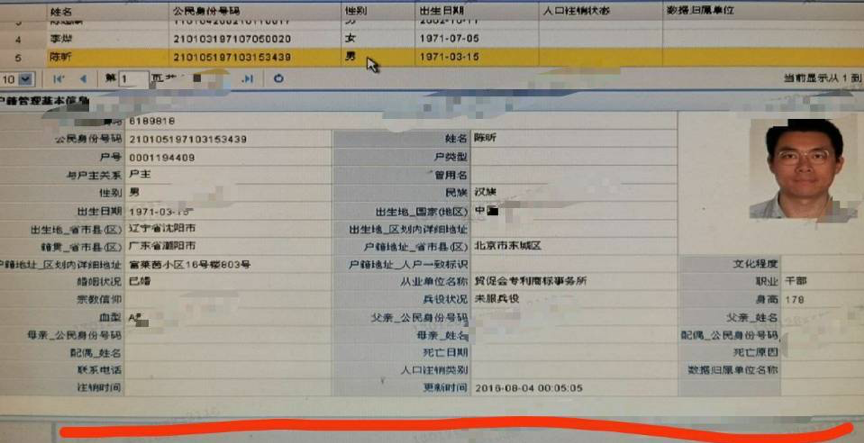 姓名 公民身份号码 性别 出生日期 人口注销状态 数据归属单位
4 李烨 210103197107050020 女 1971-07-05
5 陈昕 210105197103153439 男 1971-03-15
10 第 1 页 当前显示从 1 到
户籍管理基本信息
6189818
公民身份号码 210105197103153439 姓名 陈昕
户号 0001194409 户类型
与户主关系 户主 曾用名
性别 男 民族 汉族
出生日期 1971-03-15 出生地_国家(地区) 中
出生地_省市县(区) 辽宁省沈阳市 出生地_区划内详细地址
籍贯_省市县(区) 广东省潮阳市 户籍地址_省市县(区) 北京市东城区
户籍地址_区划内详细地址 富莱茵小区16号楼803号 户籍地址_人户一致标识 文化程度
婚姻状况 已婚 从业单位名称 贸促会专利商标事务所 职业 干部
宗教信仰 兵役状况 未服兵役 身高 178
血型 A 父亲_公民身份号码 父亲_姓名
母亲_公民身份号码 母亲_姓名 配偶_公民身份号码
配偶_姓名 死亡日期 死亡原因
联系电话 人口注销类别 数据归属单位名称
注销时间 更新时间 2016-08-04 00:05:05